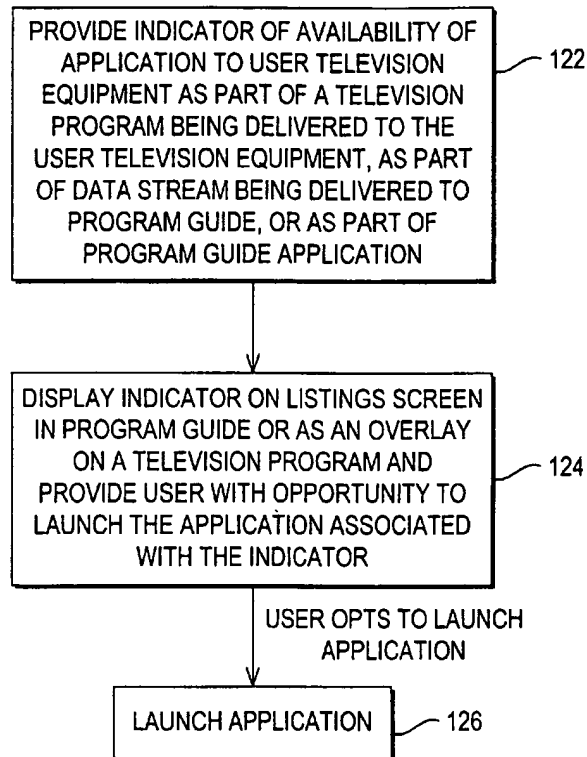 PROVIDE INDICATOR OF AVAILABILITY OF
APPLICATION TO USER TELEVISION
EQUIPMENT AS PART OF A TELEVISION
PROGRAM BEING DELIVERED TO THE
USER TELEVISION EQUIPMENT, AS PART
OF DATA STREAM BEING DELIVERED TO
PROGRAM GUIDE, OR AS PART OF
PROGRAM GUIDE APPLICATION
122
DISPLAY INDICATOR ON LISTINGS SCREEN
IN PROGRAM GUIDE OR AS AN OVERLAY
ON A TELEVISION PROGRAM AND
PROVIDE USER WITH OPPORTUNITY TO
LAUNCH THE APPLICATION ASSOCIATED
WITH THE INDICATOR
124
USER OPTS TO LAUNCH
APPLICATION
LAUNCH APPLICATION
126